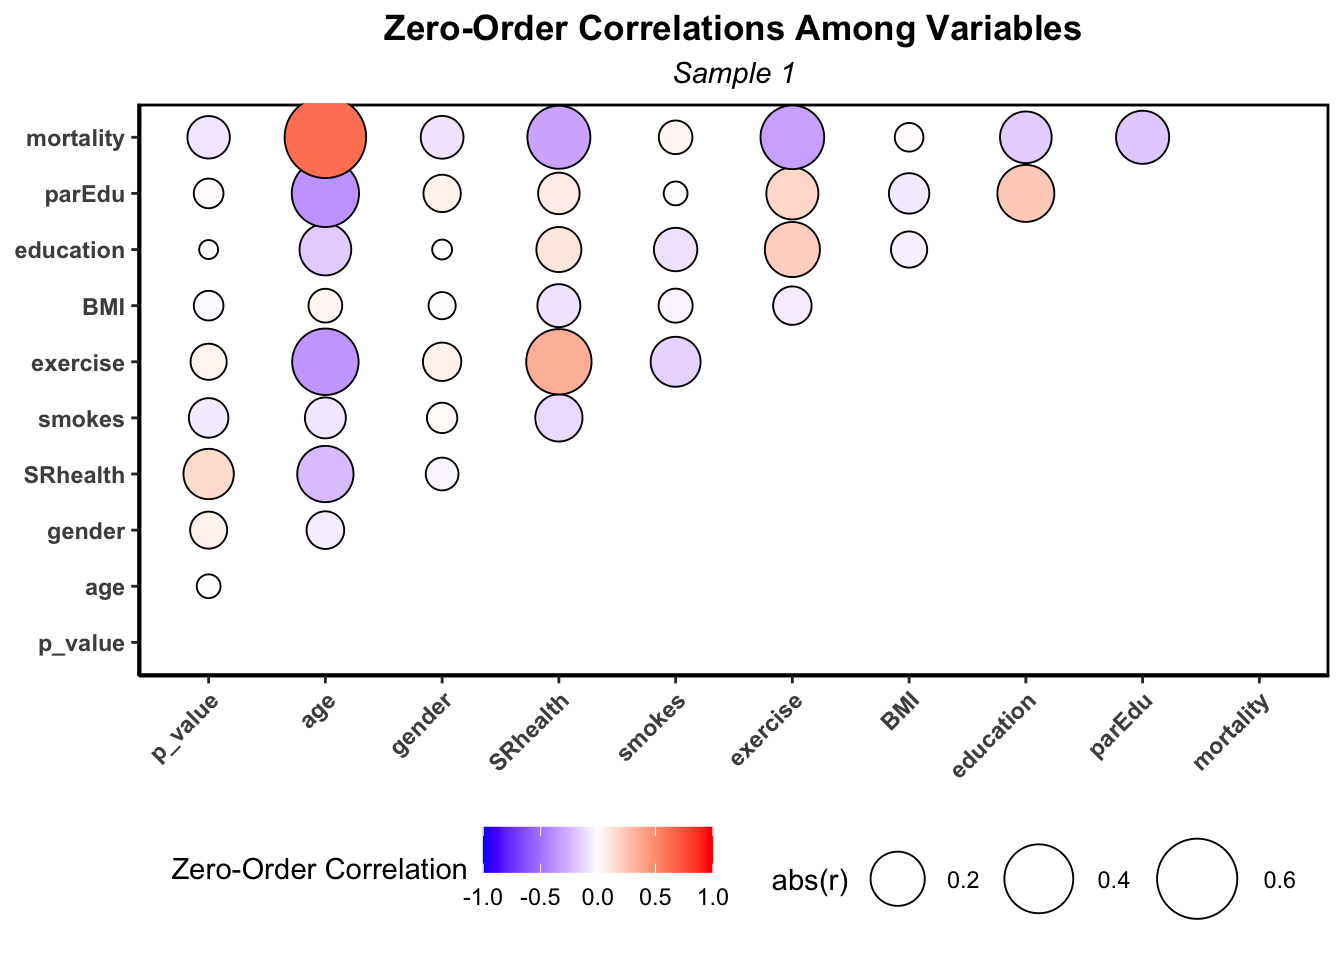 Zero-Order Correlations Among Variables
Sample 1
mortality
parEdu
education
BMI
exercise
smokes
SRhealth
gender
age
p_value
p_value
age
gender
SRhealth
smokes
exercise
BMI
education
parEdu
mortality
Zero-Order Correlation
-1.0 -0.5 0.0 0.5 1.0
abs(r) 0.2 0.4 0.6